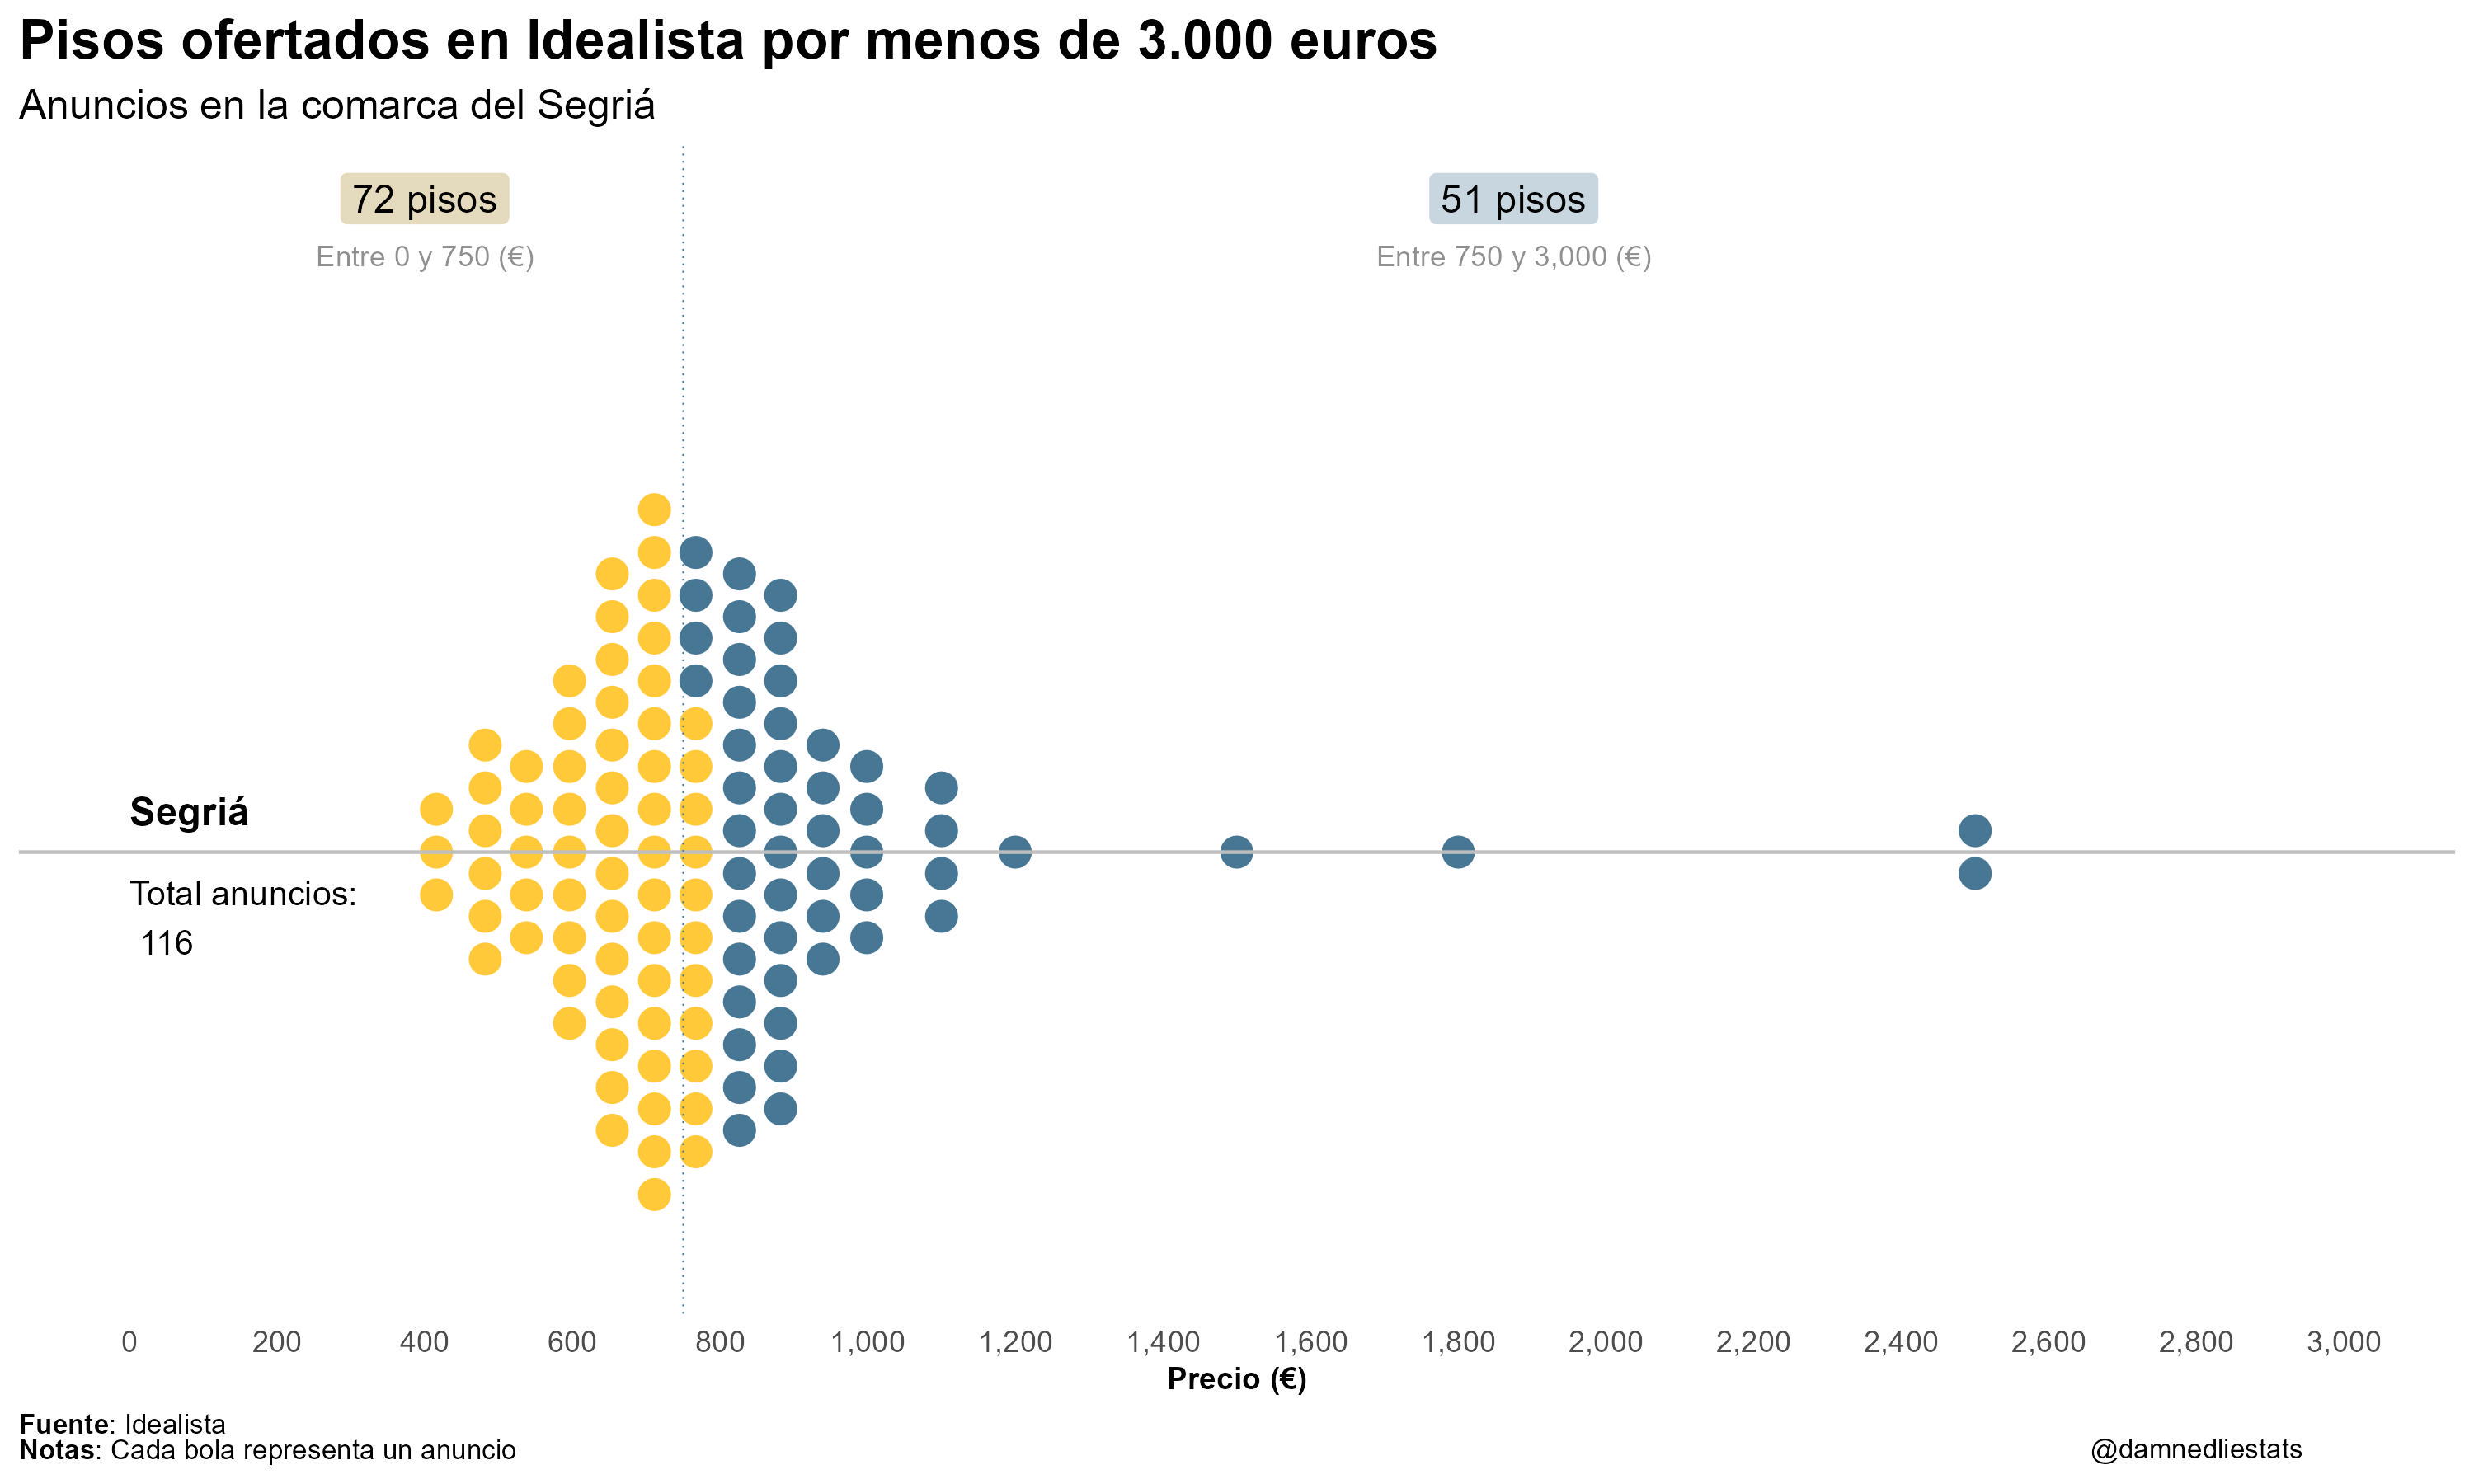 Pisos ofertados en Idealista por menos de 3.000 euros
Anuncios en la comarca del Segriá
72 pisos
Entre 0 y 750 (€)
51 pisos
Entre 750 y 3,000 (€)
Segriá
Total anuncios:
116
0 200 400 600 800 1,000 1,200 1,400 1,600 1,800 2,000 2,200 2,400 2,600 2,800 3,000
Precio (€)
Fuente: Idealista
Notas: Cada bola representa un anuncio
@damnedliestats